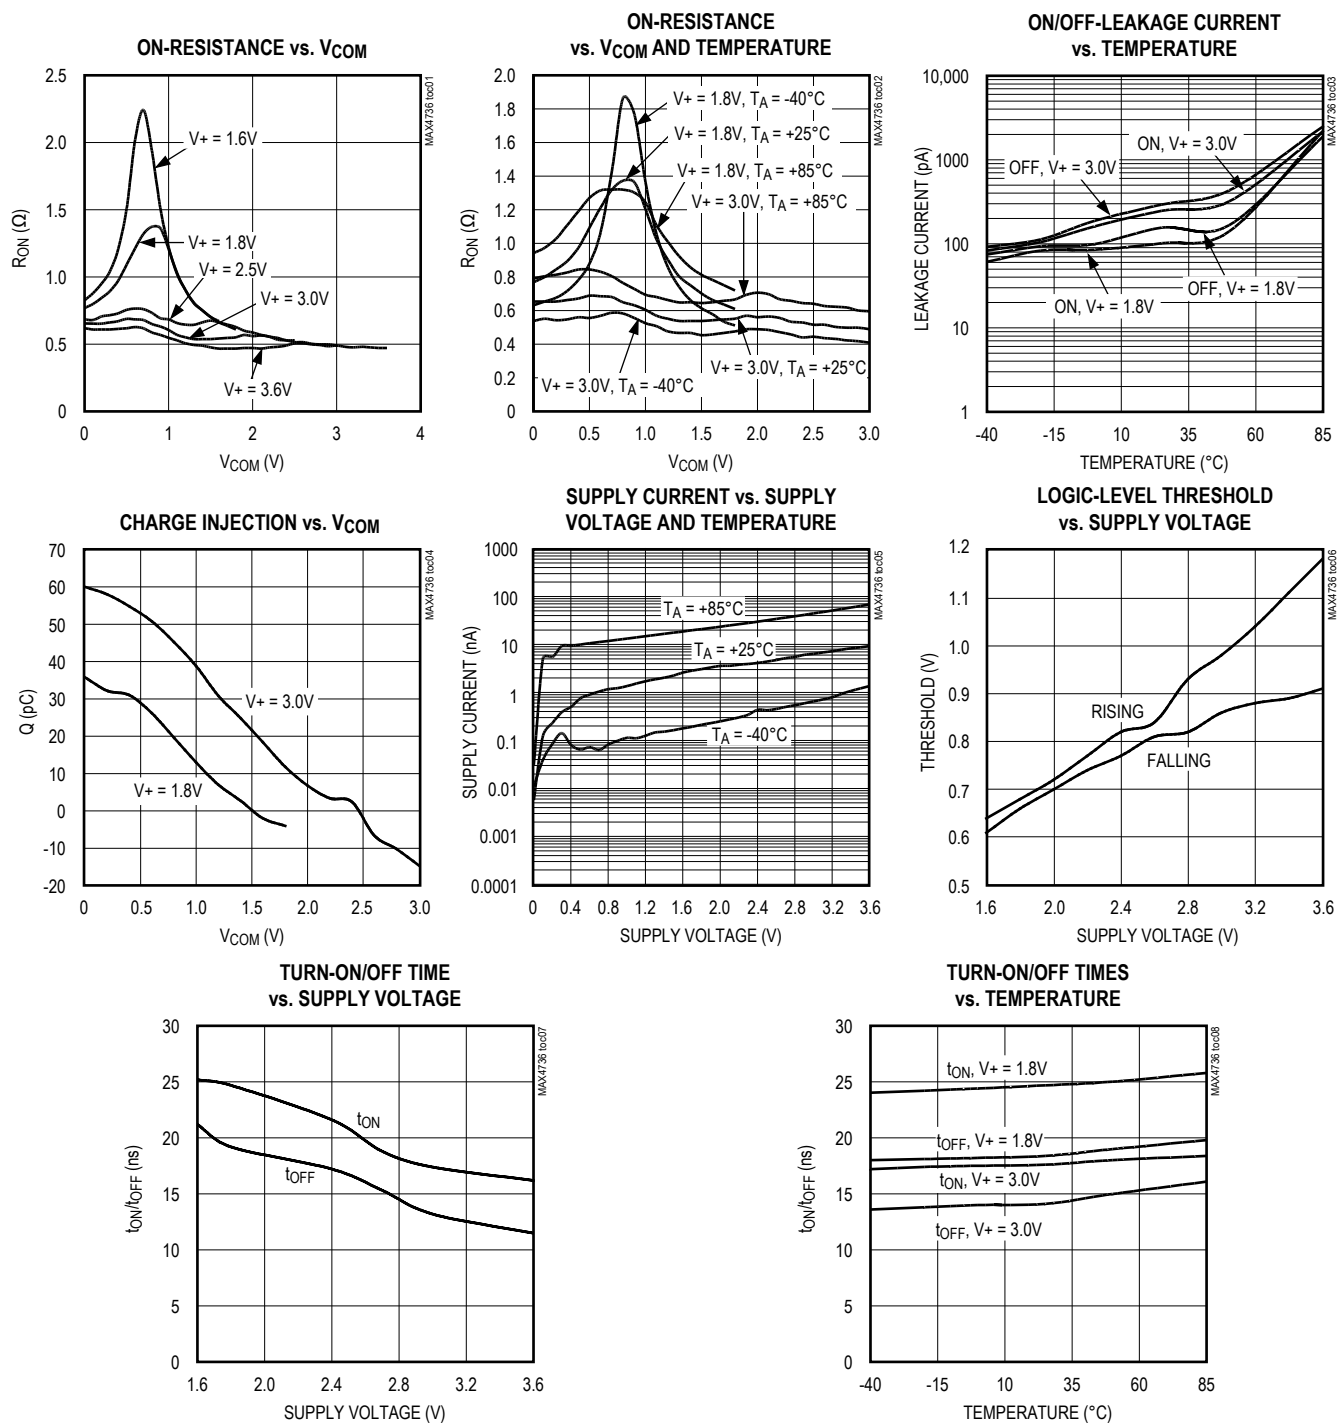 ON-RESISTANCE vs. VCOM
MAX4736 toc01
2.5
2.0
1.5
1.0
0.5
0
RON (Ω)
V+ = 1.6V
V+ = 1.8V
V+ = 2.5V
V+ = 3.0V
V+ = 3.6V
0 1 2 3 4
VCOM (V)
ON-RESISTANCE
vs. VCOM AND TEMPERATURE
MAX4736 toc02
2.0
1.8
1.6
1.4
1.2
1.0
0.8
0.6
0.4
0.2
0
RON (Ω)
V+ = 1.8V, TA = -40°C
V+ = 1.8V, TA = +25°C
V+ = 1.8V, TA = +85°C
V+ = 3.0V, TA = +85°C
V+ = 3.0V, TA = +25°C
V+ = 3.0V, TA = -40°C
0 0.5 1.0 1.5 2.0 2.5 3.0
VCOM (V)
ON/OFF-LEAKAGE CURRENT
vs. TEMPERATURE
MAX4736 toc03
10,000
1000
100
10
1
LEAKAGE CURRENT (pA)
ON, V+ = 3.0V
OFF, V+ = 3.0V
OFF, V+ = 1.8V
ON, V+ = 1.8V
-40 -15 10 35 60 85
TEMPERATURE (°C)
CHARGE INJECTION vs. VCOM
MAX4736 toc04
70
60
50
40
30
20
10
0
-10
-20
Q (pC)
V+ = 3.0V
V+ = 1.8V
0 0.5 1.0 1.5 2.0 2.5 3.0
VCOM (V)
SUPPLY CURRENT vs. SUPPLY
VOLTAGE AND TEMPERATURE
MAX4736 toc05
1000
100
10
1
0.1
0.01
0.001
0.0001
SUPPLY CURRENT (nA)
TA = +85°C
TA = +25°C
TA = -40°C
0 0.4 0.8 1.2 1.6 2.0 2.4 2.8 3.2 3.6
SUPPLY VOLTAGE (V)
LOGIC-LEVEL THRESHOLD
vs. SUPPLY VOLTAGE
MAX4736 toc06
1.2
1.1
1.0
0.9
0.8
0.7
0.6
0.5
THRESHOLD (V)
RISING
FALLING
1.6 2.0 2.4 2.8 3.2 3.6
SUPPLY VOLTAGE (V)
TURN-ON/OFF TIME
vs. SUPPLY VOLTAGE
MAX4736 toc07
30
25
20
15
10
5
0
tON/tOFF (ns)
tON
tOFF
1.6 2.0 2.4 2.8 3.2 3.6
SUPPLY VOLTAGE (V)
TURN-ON/OFF TIMES
vs. TEMPERATURE
MAX4736 toc08
30
25
20
15
10
5
0
tON/tOFF (ns)
tON, V+ = 1.8V
tOFF, V+ = 1.8V
tON, V+ = 3.0V
tOFF, V+ = 3.0V
-40 -15 10 35 60 85
TEMPERATURE (°C)